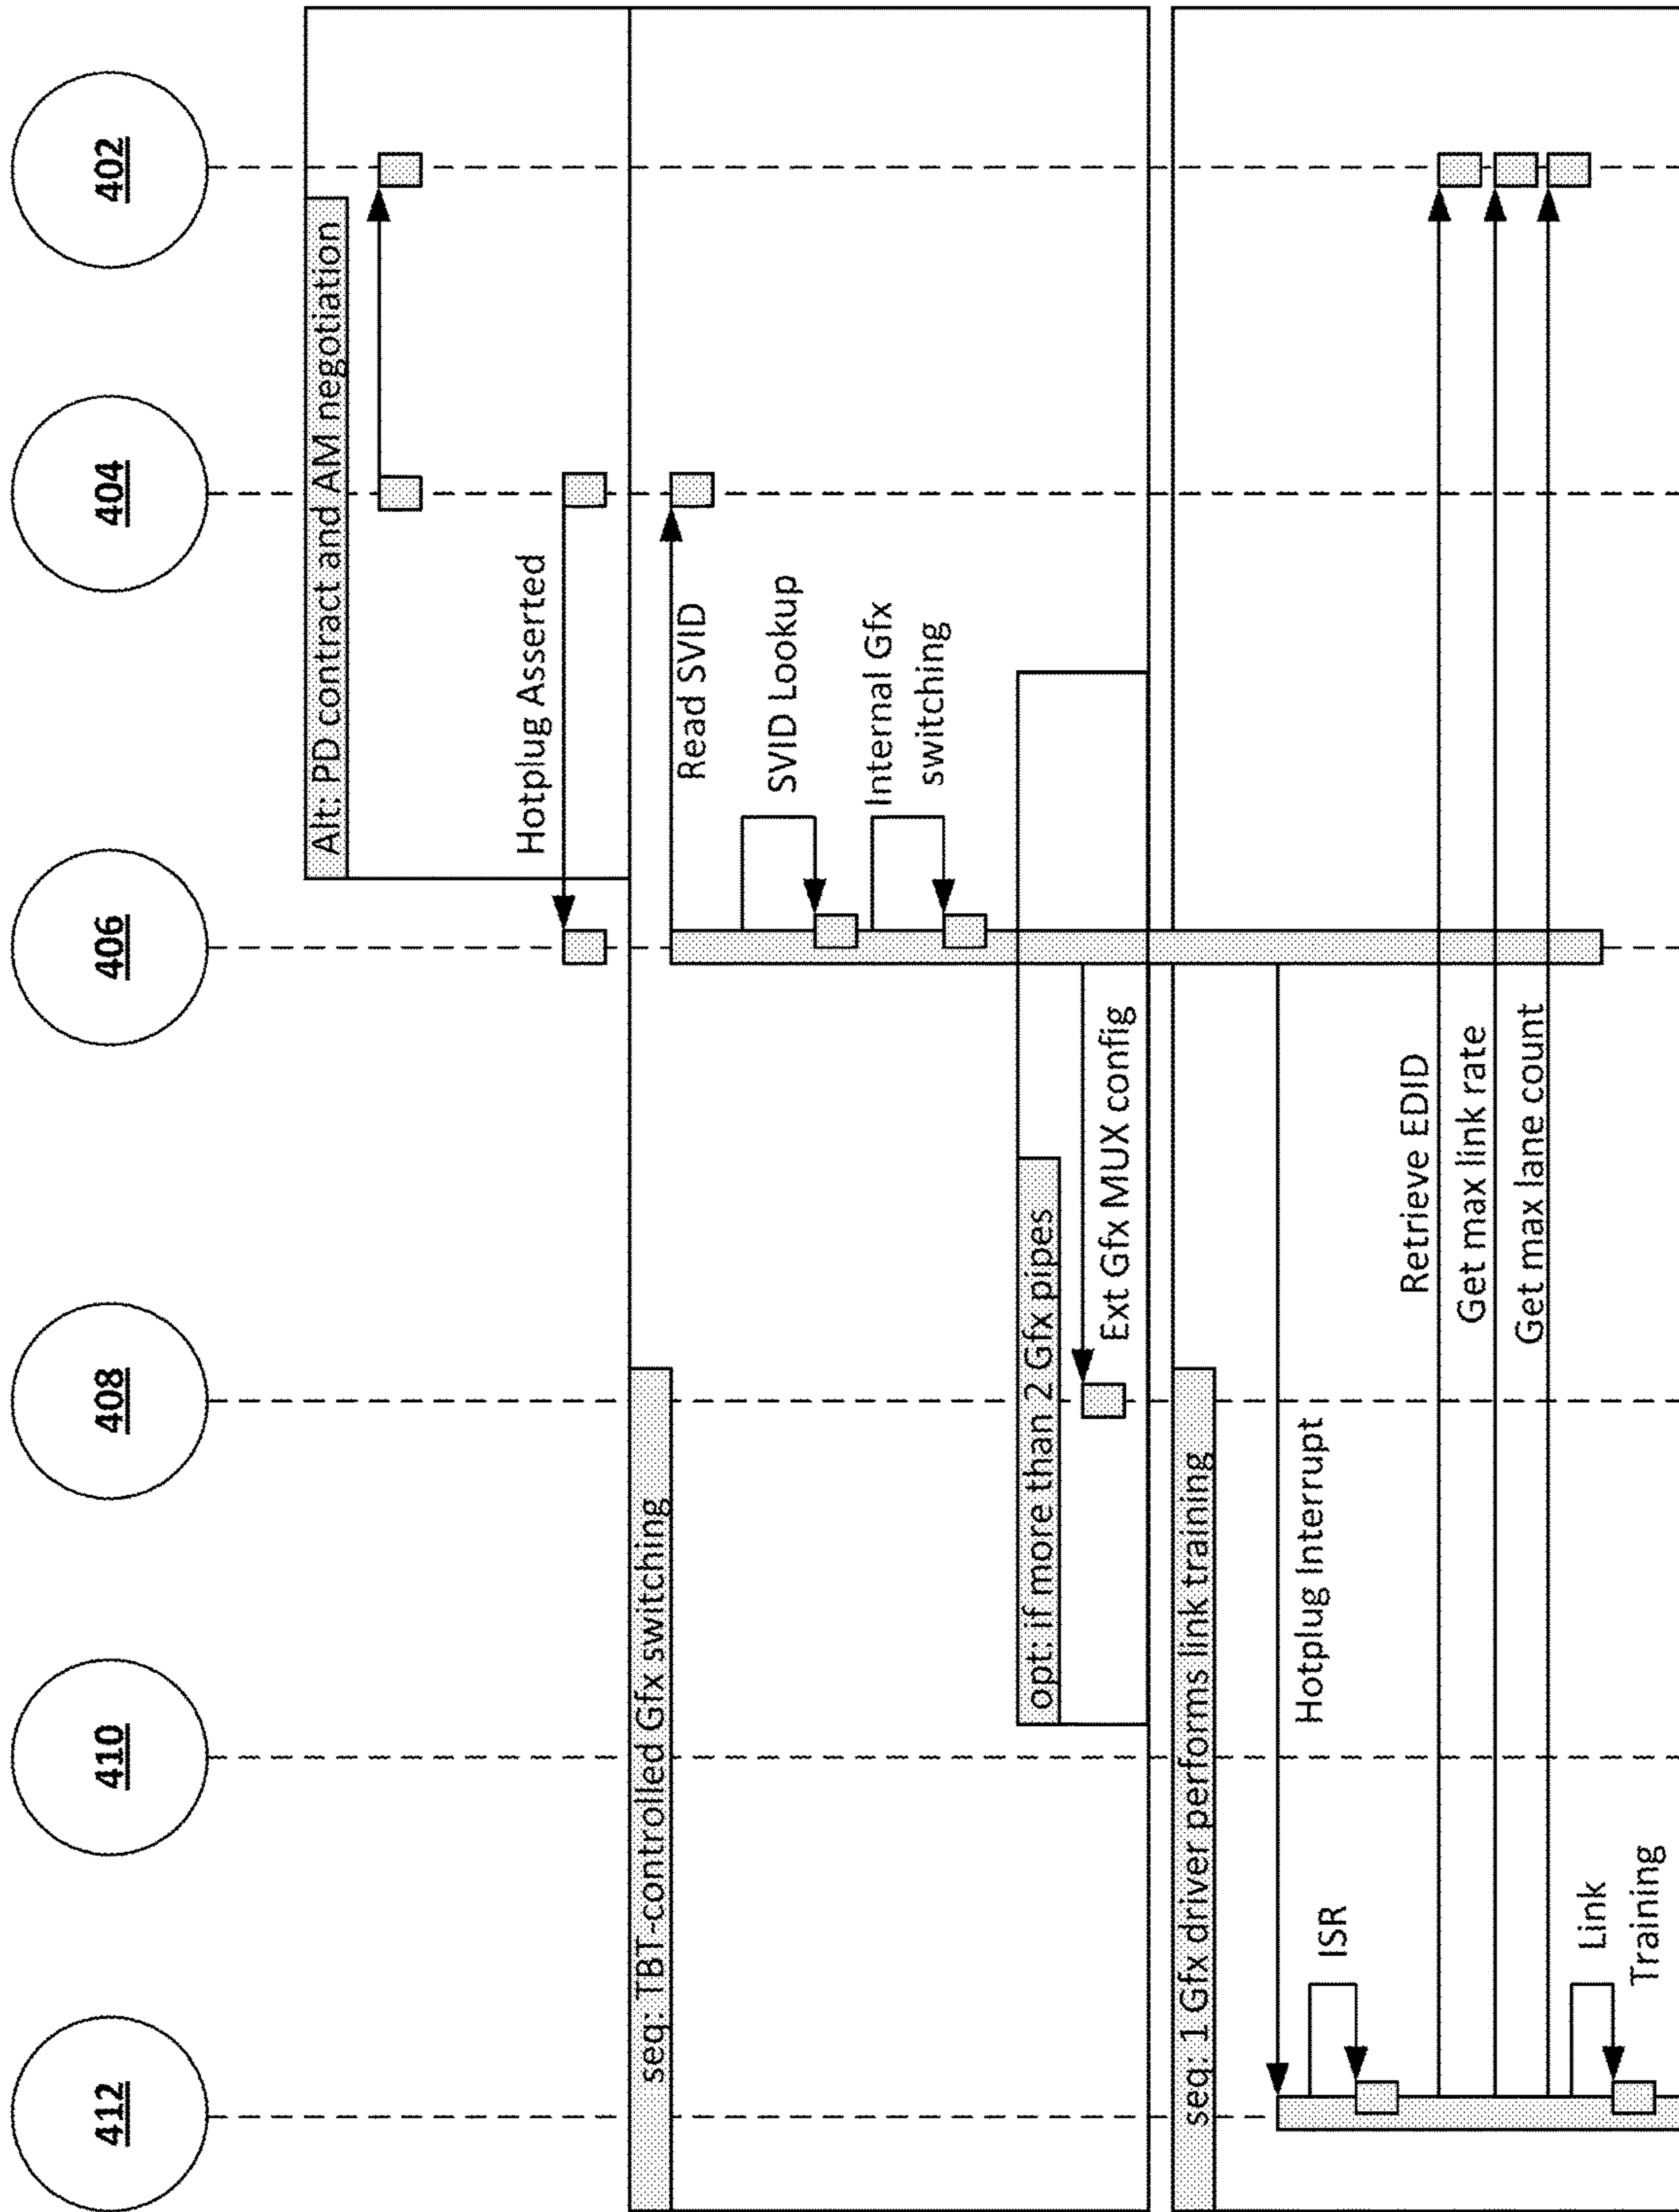 412
410
408
406
404
402
Alt: PD contract and AM negotiation
Hotplug Asserted
seq: TBT-controlled Gfx switching
Read SVID
SVID Lookup
Internal Gfx
switching
opt: if more than 2 Gfx pipes
Ext Gfx MUX config
seq: 1 Gfx driver performs link training
Hotplug Interrupt
ISR
Retrieve EDID
Get max link rate
Get max lane count
Link
Training